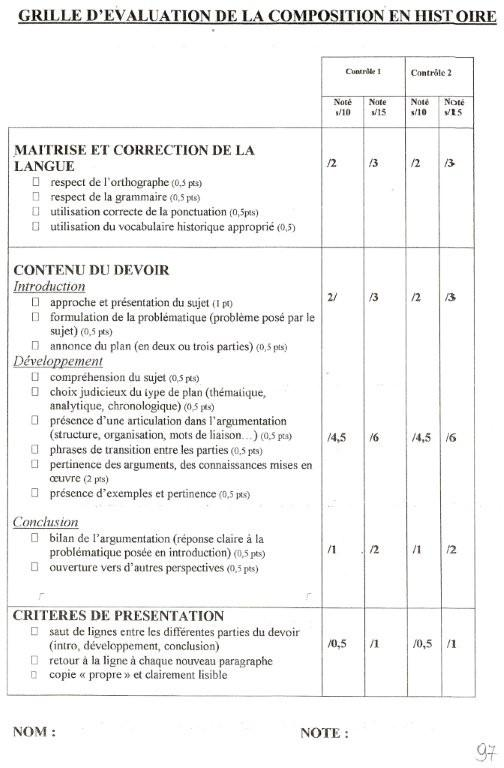 GRILLE D'EVALUATION DE LA COMPOSITION EN HISTOIRE
Contrôle 1 Contrôle 2
Noté s/10 Note s/15 Noté s/10 Noté s/15
MAITRISE ET CORRECTION DE LA
LANGUE /2 /3 /2 /3
respect de l'orthographe (0,5 pts)
respect de la grammaire (0,5 pts)
utilisation correcte de la ponctuation (0,5pts)
utilisation du vocabulaire historique approprié (0,5)
CONTENU DU DEVOIR
Introduction
approche et présentation du sujet (1 pt) 2/ /3 /2 /3
formulation de la problématique (problème posé par le
sujet) (0,5 pts)
annonce du plan (en deux ou trois parties) (0,5 pts)
Développement
compréhension du sujet (0,5 pts)
choix judicieux du type de plan (thématique,
analytique, chronologique) (0,5 pts)
présence d'une articulation dans l'argumentation
(structure, organisation, mots de liaison...) (0,5 pts) /4,5 /6 /4,5 /6
phrases de transition entre les parties (0,5 pts)
pertinence des arguments, des connaissances mises en
œuvre (2 pts)
présence d'exemples et pertinence (0,5 pts)
Conclusion
bilan de l'argumentation (réponse claire à la
problématique posée en introduction) (0,5 pts) /1 /2 /1 /2
ouverture vers d'autres perspectives (0,5 pts)
CRITERES DE PRESENTATION
saut de lignes entre les différentes parties du devoir
(intro, développement, conclusion) /0,5 /1 /0,5 /1
retour à la ligne à chaque nouveau paragraphe
copie « propre » et clairement lisible
NOM : NOTE :
97